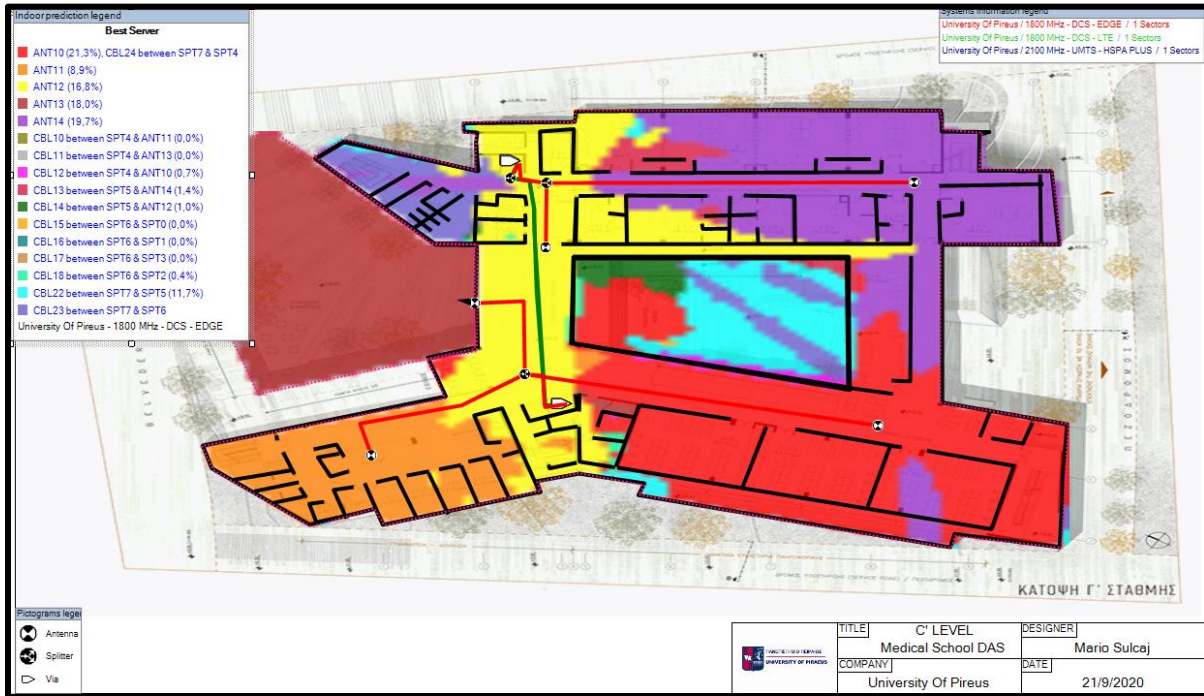 Indoor prediction legend
Best Server
ANT10 (21,3%), CBL24 between SPT7 & SPT4
ANT11 (8,9%)
ANT12 (16,8%)
ANT13 (18,0%)
ANT14 (19,7%)
CBL10 between SPT4 & ANT11 (0,0%)
CBL11 between SPT4 & ANT13 (0,0%)
CBL12 between SPT4 & ANT10 (0,7%)
CBL13 between SPT5 & ANT14 (1,4%)
CBL14 between SPT5 & ANT12 (1,0%)
CBL15 between SPT6 & SPT0 (0,0%)
CBL16 between SPT6 & SPT1 (0,0%)
CBL17 between SPT6 & SPT3 (0,0%)
CBL18 between SPT6 & SPT2 (0,4%)
CBL22 between SPT7 & SPT5 (11,7%)
CBL23 between SPT7 & SPT6
University Of Pireus - 1800 MHz - DCS - EDGE
Systems information legend
University Of Pireus / 1800 MHz - DCS - EDGE / 1 Sectors
University Of Pireus / 1800 MHz - DCS - LTE / 1 Sectors
University Of Pireus / 2100 MHz - UMTS - HSPA PLUS / 1 Sectors
BELVEDERE
ΠΕΖΟΔΡΟΜΟΣ
ΚΑΤΟΨΗ Γ' ΣΤΑΘΜΗΣ
Pictograms lege
Antenna
Splitter
Via
ΠΑΝΕΠΙΣΤΗΜΙΟ ΠΕΙΡΑΙΩΣ
UNIVERSITY OF PIRAEUS
TITLE
C' LEVEL
Medical School DAS
DESIGNER
Mario Sulcaj
COMPANY
University Of Pireus
DATE
21/9/2020